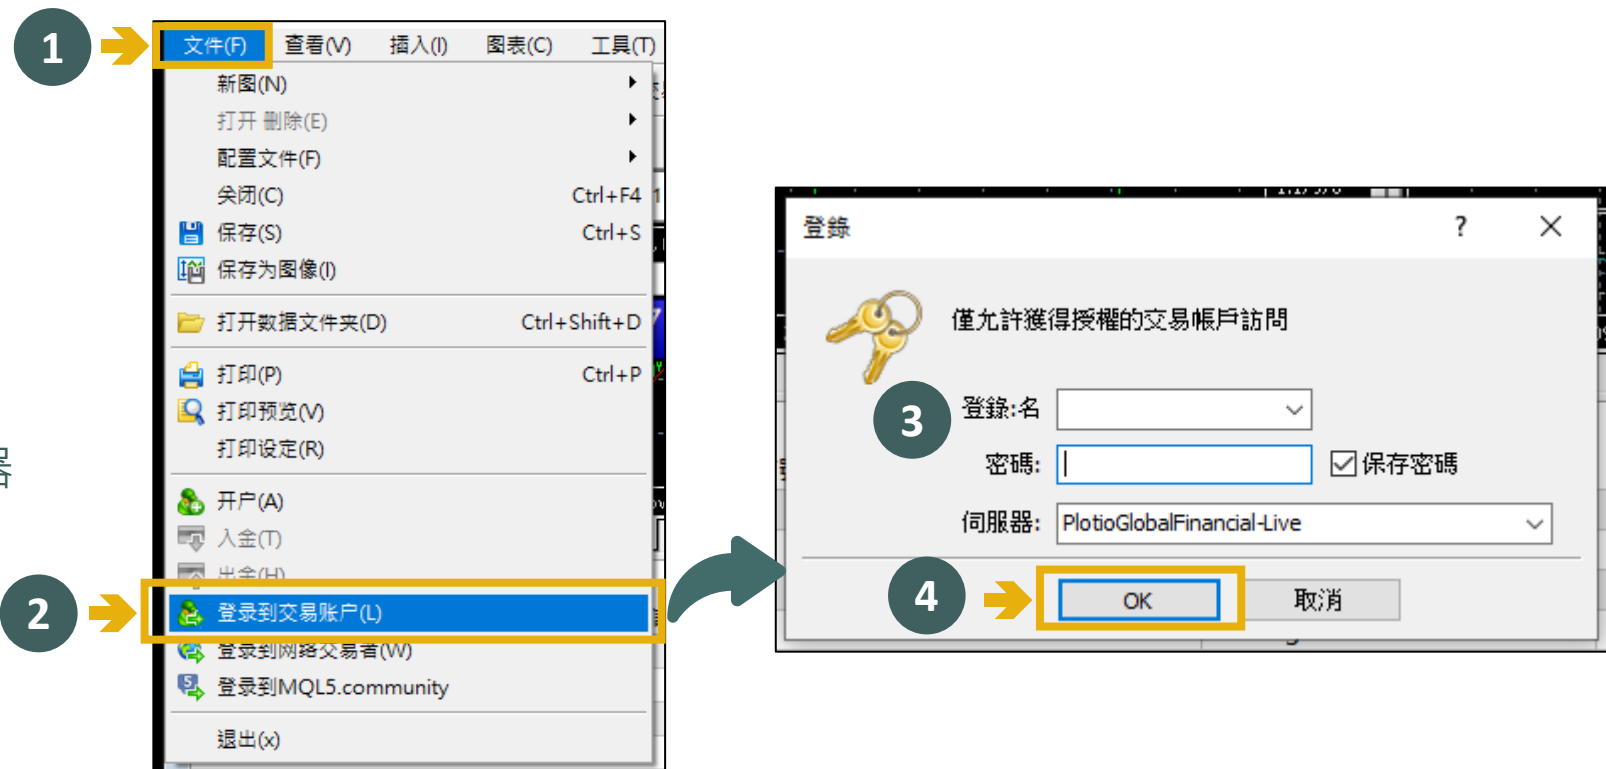 1
文件(F) 查看(V) 插入(I) 图表(C) 工具(T)
新图(N)
打开 删除(E)
配置文件(F)
关闭(C) Ctrl+F4
保存(S) Ctrl+S
保存为图像(I)
打开数据文件夹(D) Ctrl+Shift+D
打印(P) Ctrl+P
打印预览(V)
打印设定(R)
开户(A)
入金(T)
出金(H)
2
登录到交易账户(L)
登录到网络交易者(W)
登录到MQL5.community
退出(x)
器
登錄 ?
僅允許獲得授權的交易帳戶訪問
3
登錄:名
密碼: 保存密碼
伺服器: PlotioGlobalFinancial-Live
4
OK 取消